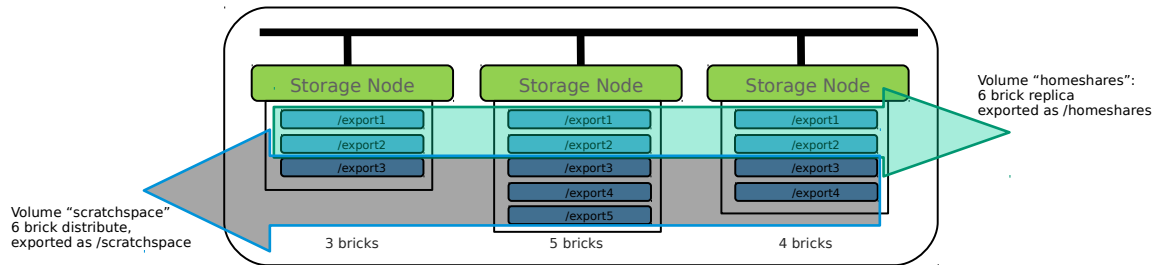 Storage Node
Storage Node
Storage Node
/export1
/export2
/export3
/export1
/export2
/export3
/export4
/export5
/export1
/export2
/export3
/export4
3 bricks
5 bricks
4 bricks
Volume “homeshares”:
6 brick replica
exported as /homeshares
Volume “scratchspace”
6 brick distribute,
exported as /scratchspace